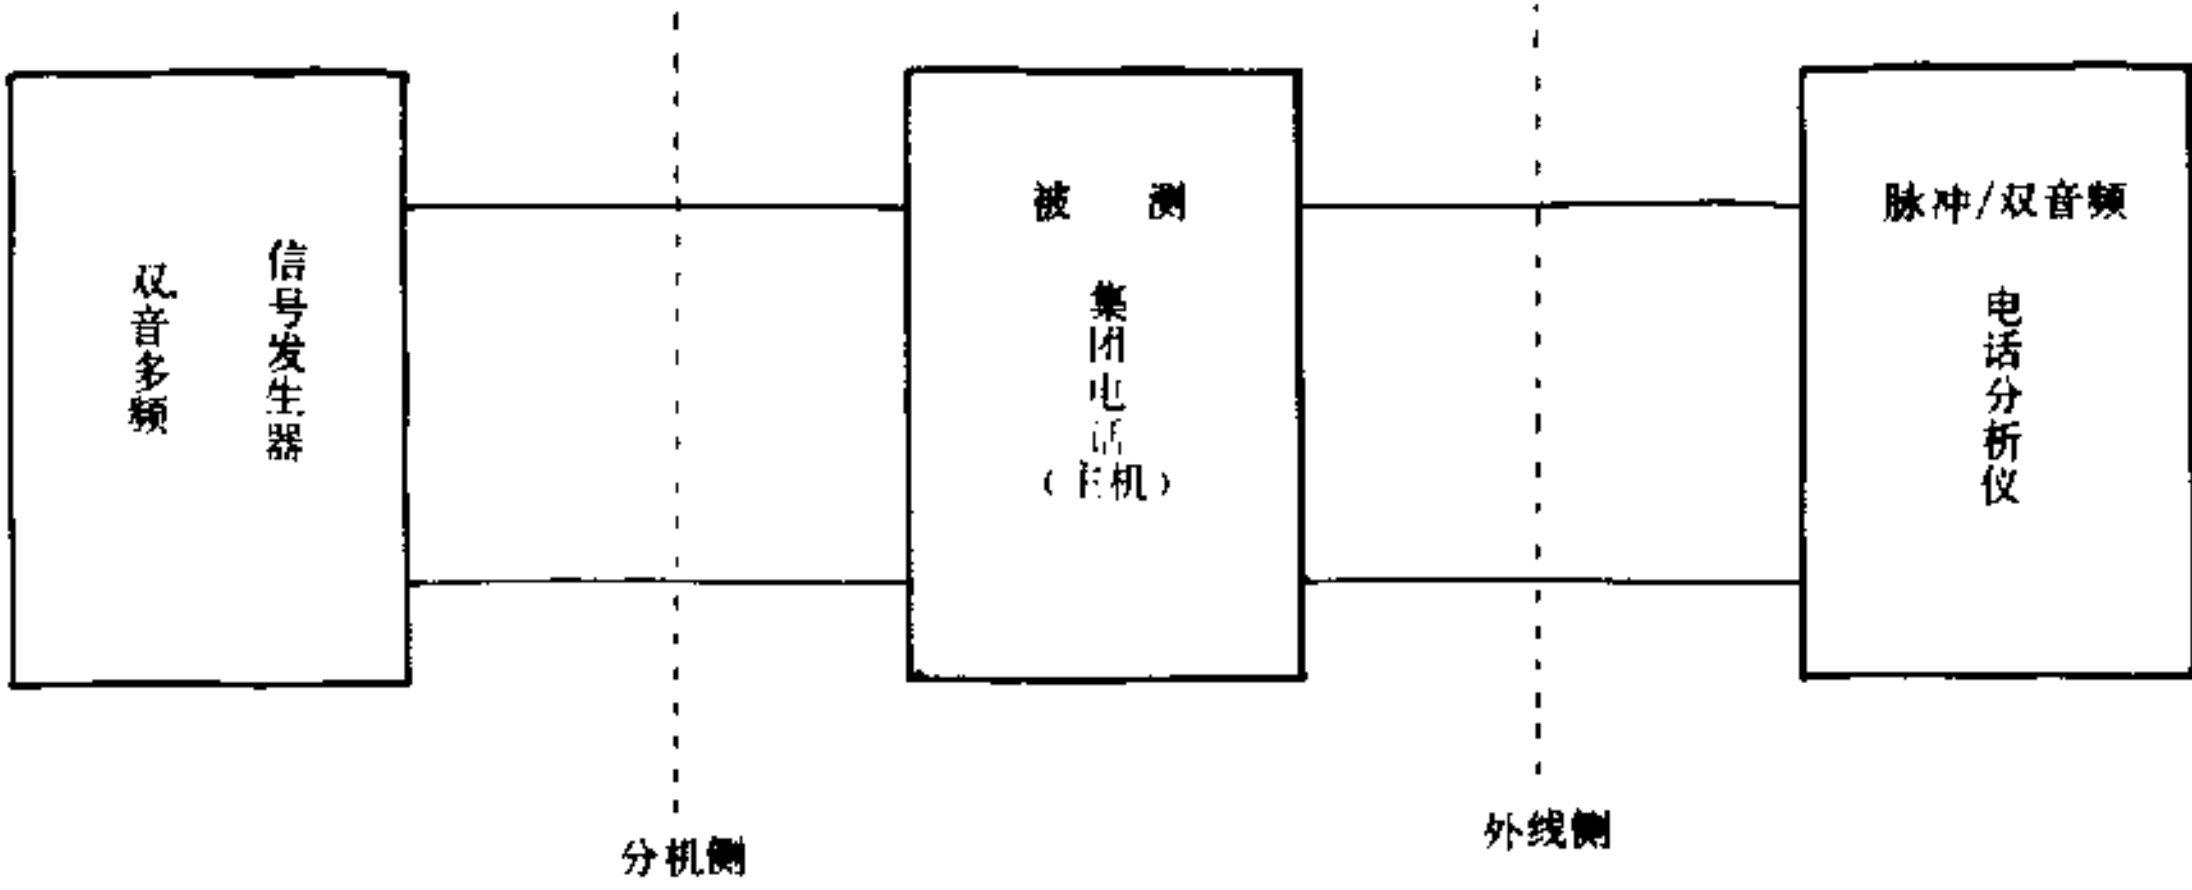 双音多频
信号发生器
被 测
集团电话
(主机)
脉冲/双音频
电话分析仪
分机侧
外线侧